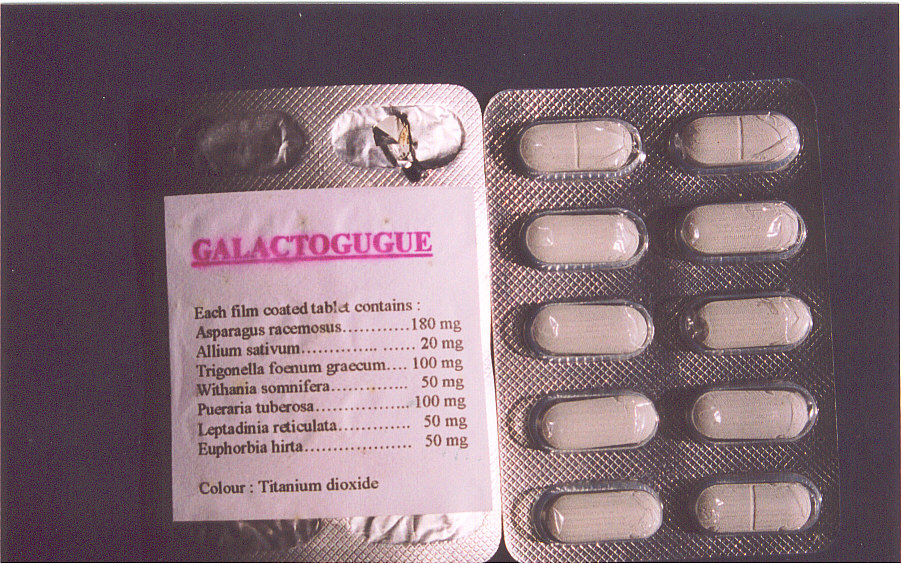 GALACTOGUGUE
Each film coated tablet contains :
Asparagus racemosus............180 mg
Allium sativum.............. ...... 20 mg
Trigonella foenum graecum.... 100 mg
Withania somnifera.............. 50 mg
Pueraria tuberosa................. 100 mg
Leptadinia reticulata............. 50 mg
Euphorbia hirta................... 50 mg
Colour : Titanium dioxide